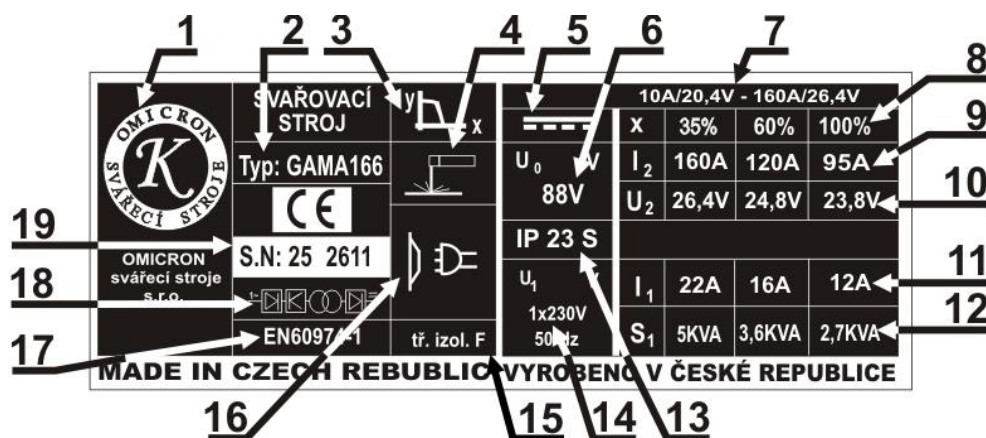 1 2 3 4 5 6 7
8
9
10
11
12
13
14
15
16
17
18
19
OMICRON
K
SVÁŘECÍ STROJE
OMICRON
svářecí stroje
s.r.o.
SVAŘOVACÍ
STROJ
Typ: GAMA166
CE
S.N: 25 2611
1~
EN60974-1
y
x
tř. izol. F
10A/20,4V - 160A/26,4V
U0 V
88V
IP 23 S
U1
1x230V
50Hz
X 35% 60% 100%
I2 160A 120A 95A
U2 26,4V 24,8V 23,8V
I1 22A 16A 12A
S1 5KVA 3,6KVA 2,7KVA
MADE IN CZECH REBUBLIC VYROBENO V ČESKÉ REPUBLICE